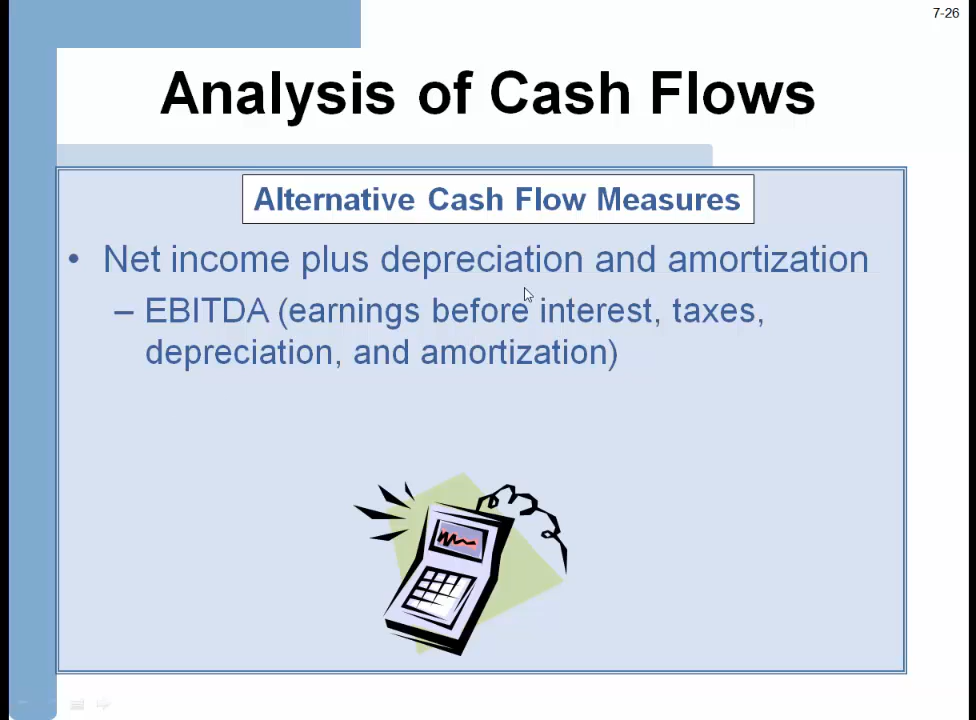 7-26
Analysis of Cash Flows
Alternative Cash Flow Measures
• Net income plus depreciation and amortization
– EBITDA (earnings before interest, taxes,
depreciation, and amortization)